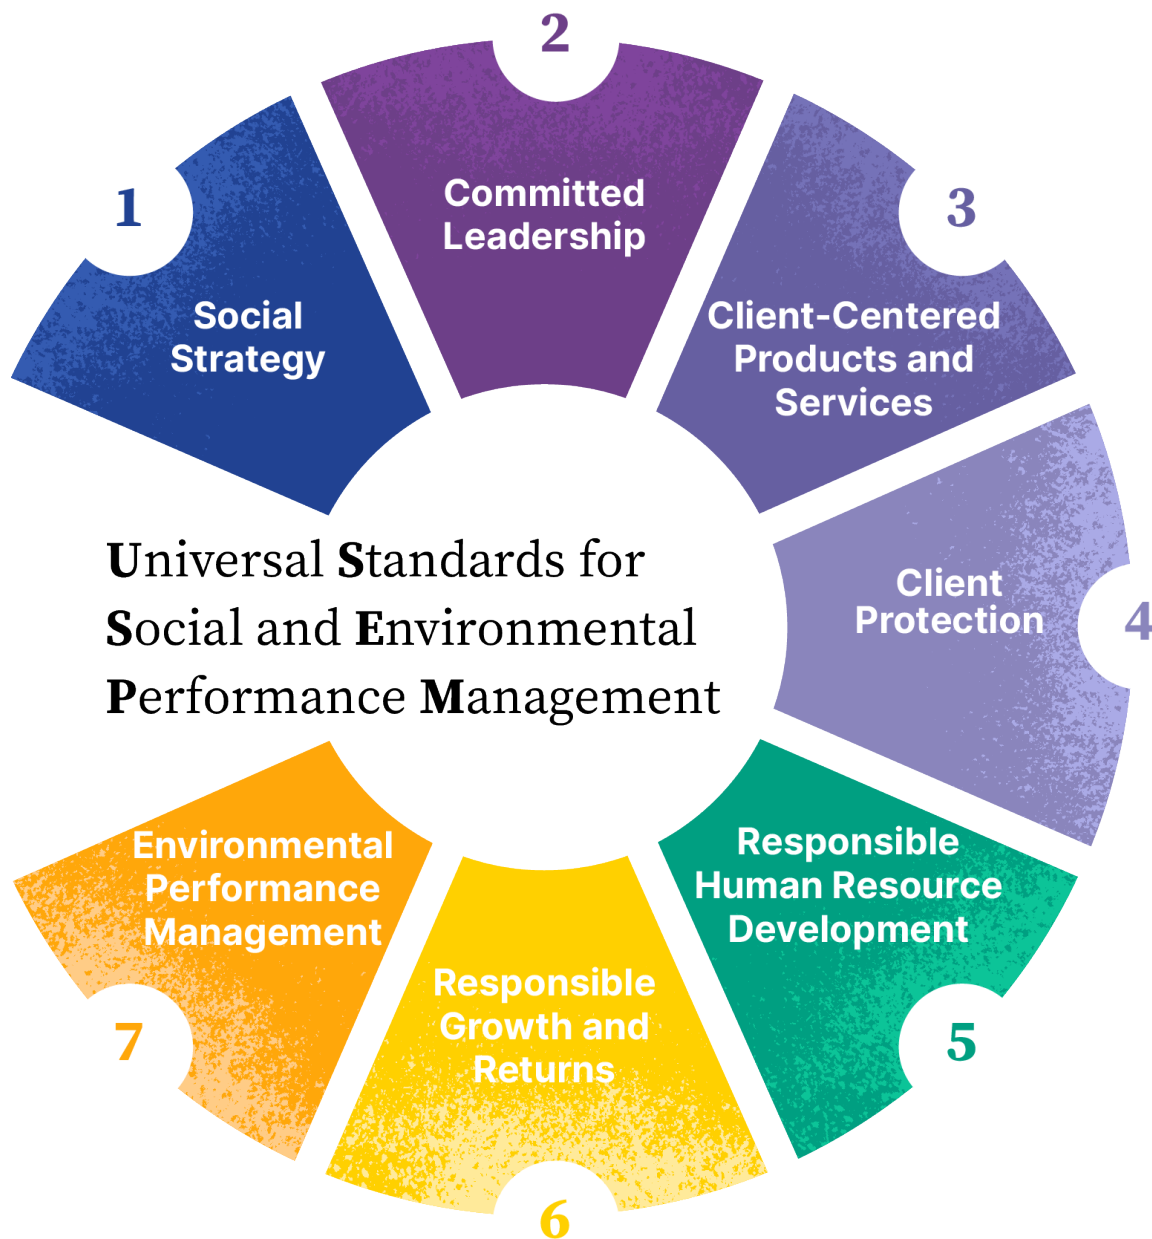 2
Committed
Leadership
1
Social
Strategy
3
Client-Centered
Products and
Services
Universal Standards for
Social and Environmental
Performance Management
4
Client
Protection
5
Responsible
Human Resource
Development
6
Responsible
Growth and
Returns
7
Environmental
Performance
Management